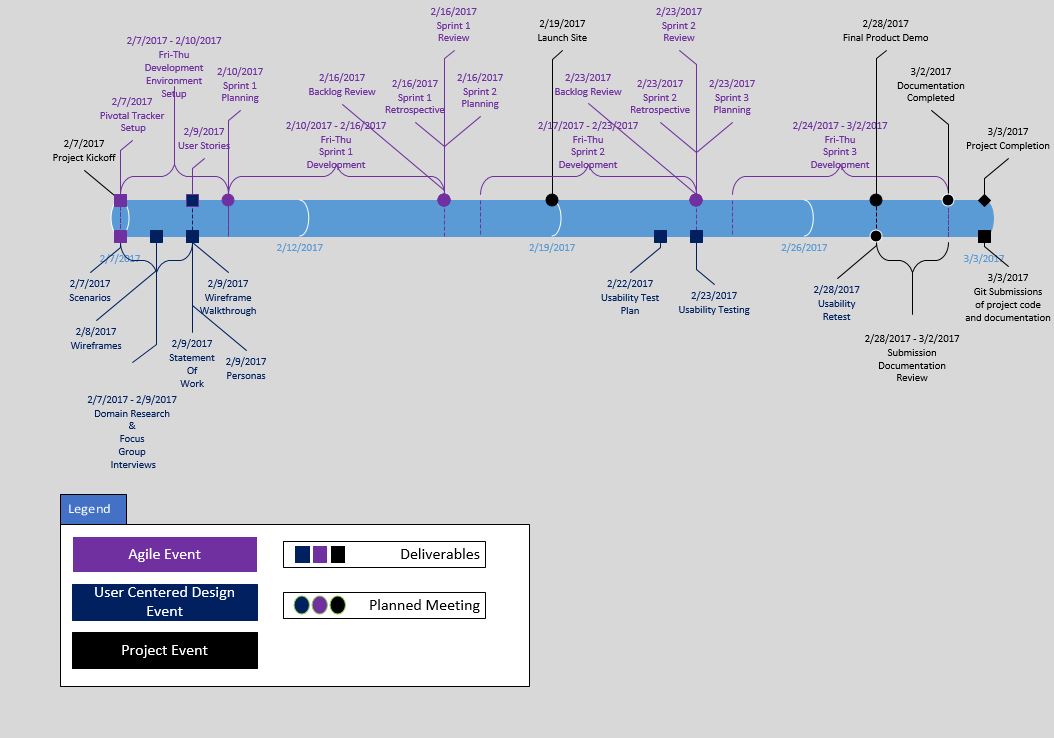 2/16/2017
Sprint 1
Review
2/23/2017
Sprint 2
Review
2/19/2017
Launch Site
2/28/2017
Final Product Demo
2/7/2017 - 2/10/2017
Fri-Thu
Development
Environment
Setup
2/10/2017
Sprint 1
Planning
2/16/2017
Backlog Review
2/16/2017
Sprint 1
Retrospective
2/16/2017
Sprint 2
Planning
2/23/2017
Backlog Review
2/23/2017
Sprint 2
Retrospective
2/23/2017
Sprint 3
Planning
3/2/2017
Documentation
Completed
2/7/2017
Pivotal Tracker
Setup
2/9/2017
User Stories
2/10/2017 - 2/16/2017
Fri-Thu
Sprint 1
Development
2/17/2017 - 2/23/2017
Fri-Thu
Sprint 2
Development
2/24/2017 - 3/2/2017
Fri-Thu
Sprint 3
Development
3/3/2017
Project Completion
2/7/2017
Project Kickoff
2/7/2017
2/12/2017
2/19/2017
2/26/2017
3/3/2017
2/7/2017
Scenarios
2/9/2017
Wireframe
Walkthrough
2/22/2017
Usability Test
Plan
2/23/2017
Usability Testing
2/28/2017
Usability
Retest
3/3/2017
Git Submissions
of project code
and documentation
2/8/2017
Wireframes
2/9/2017
Statement
Of
Work
2/9/2017
Personas
2/28/2017 - 3/2/2017
Submission
Documentation
Review
2/7/2017 - 2/9/2017
Domain Research
&
Focus
Group
Interviews
Legend
Agile Event
Deliverables
User Centered Design
Event
Planned Meeting
Project Event